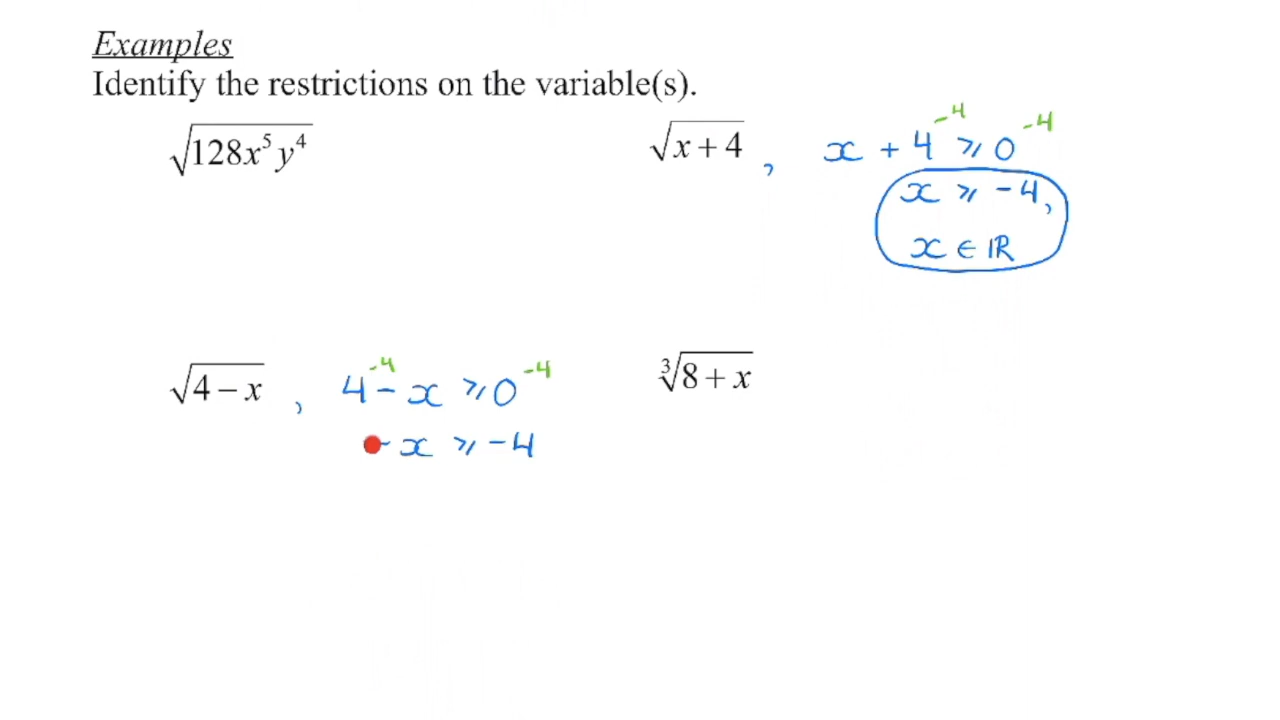 Examples
Identify the restrictions on the variable(s).
√128x⁵y⁴
√x + 4 , x + 4 ⁻⁴ ⩾ 0 ⁻⁴
x ⩾ -4,
x ∈ ℝ
√4 – x , 4 ⁻⁴ - x ⩾ 0 ⁻⁴
- x ⩾ -4
³√8 + x